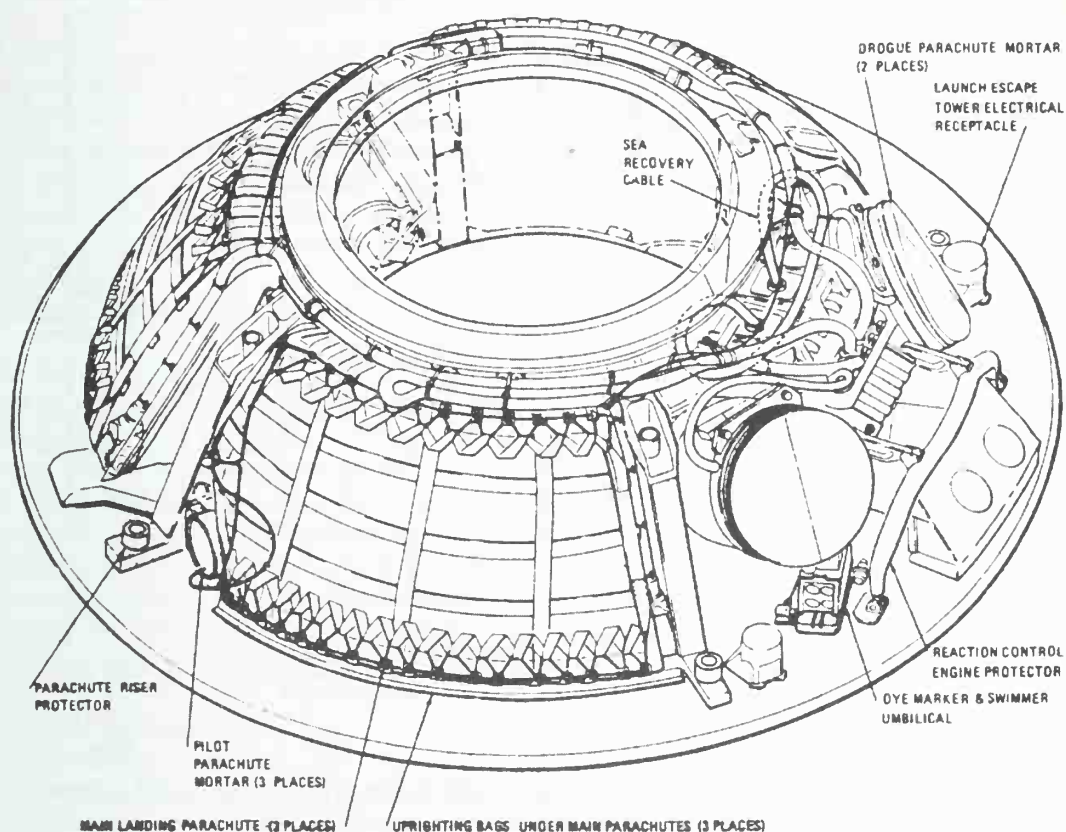 DROGUE PARACHUTE MORTAR
(2 PLACES)
LAUNCH ESCAPE
TOWER ELECTRICAL
RECEPTACLE
SEA
RECOVERY
CABLE
REACTION CONTROL
ENGINE PROTECTOR
DYE MARKER & SWIMMER
UMBILICAL
PARACHUTE RISER
PROTECTOR
PILOT
PARACHUTE
MORTAR (3 PLACES)
MAIN LANDING PARACHUTE (3 PLACES)
UPRIGHTING BAGS UNDER MAIN PARACHUTES (3 PLACES)